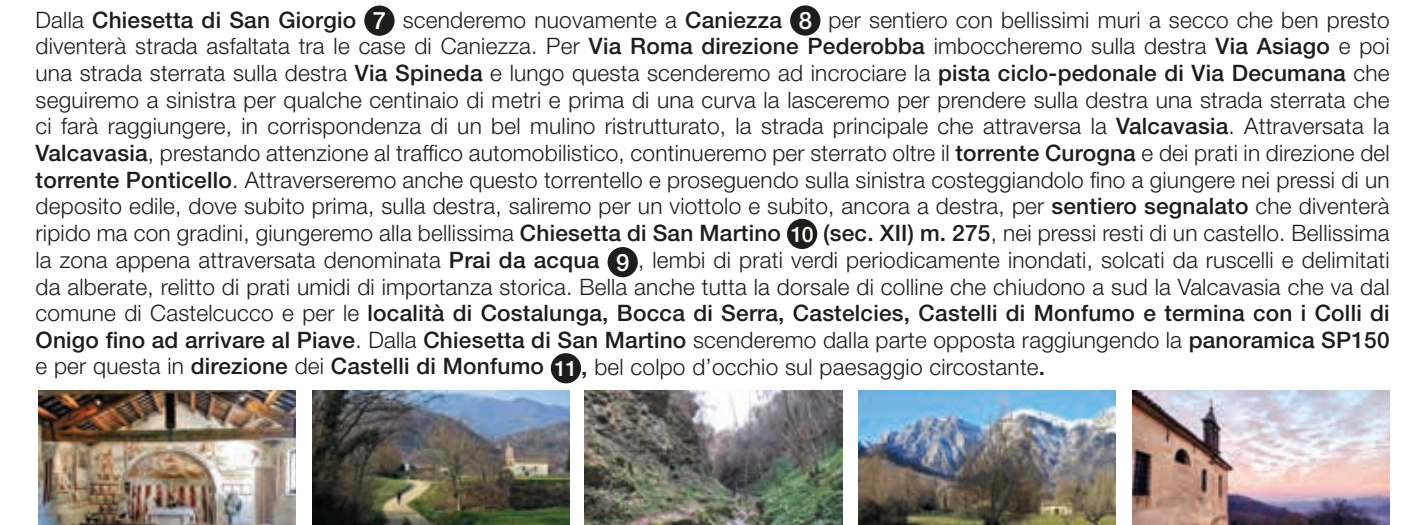 Dalla Chiesetta di San Giorgio 7 scenderemo nuovamente a Caniezza 8 per sentiero con bellissimi muri a secco che ben presto
diventerà strada asfaltata tra le case di Caniezza. Per Via Roma direzione Pederobba imboccheremo sulla destra Via Asiago e poi
una strada sterrata sulla destra Via Spineda e lungo questa scenderemo ad incrociare la pista ciclo-pedonale di Via Decumana che
seguiremo a sinistra per qualche centinaio di metri e prima di una curva la lasceremo per prendere sulla destra una strada sterrata che
ci farà raggiungere, in corrispondenza di un bel mulino ristrutturato, la strada principale che attraversa la Valcavasia. Attraversata la
Valcavasia, prestando attenzione al traffico automobilistico, continueremo per sterrato oltre il torrente Curogna e dei prati in direzione del
torrente Ponticello. Attraverseremo anche questo torrentello e proseguendo sulla sinistra costeggiandolo fino a giungere nei pressi di un
deposito edile, dove subito prima, sulla destra, saliremo per un viottolo e subito, ancora a destra, per sentiero segnalato che diventerà
ripido ma con gradini, giungeremo alla bellissima Chiesetta di San Martino 10 (sec. XII) m. 275, nei pressi resti di un castello. Bellissima
la zona appena attraversata denominata Prai da acqua 9, lembi di prati verdi periodicamente inondati, solcati da ruscelli e delimitati
da alberate, relitto di prati umidi di importanza storica. Bella anche tutta la dorsale di colline che chiudono a sud la Valcavasia che va dal
comune di Castelcucco e per le località di Costalunga, Bocca di Serra, Castelcies, Castelli di Monfumo e termina con i Colli di
Onigo fino ad arrivare al Piave. Dalla Chiesetta di San Martino scenderemo dalla parte opposta raggiungendo la panoramica SP150
e per questa in direzione dei Castelli di Monfumo 11, bel colpo d'occhio sul paesaggio circostante.